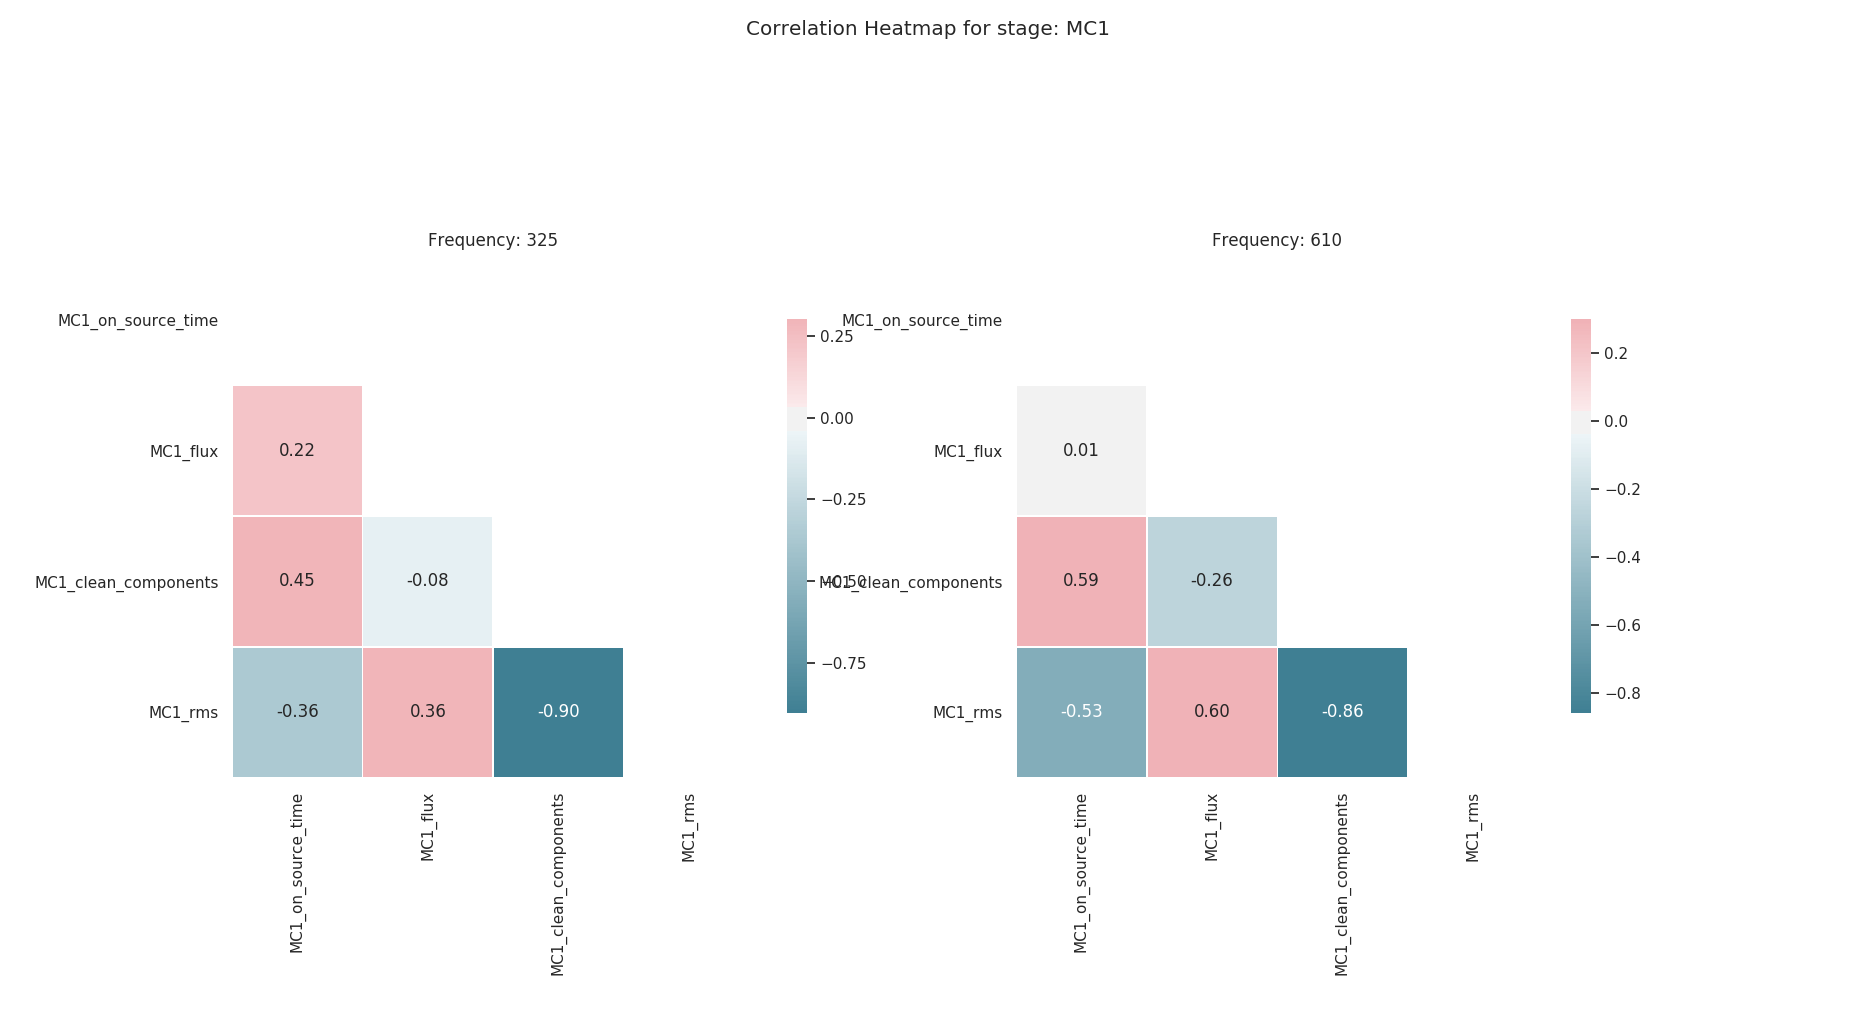 Correlation Heatmap for stage: MC1
Frequency: 325
MC1_on_source_time
MC1_flux
MC1_clean_components
MC1_rms
0.22
0.45
-0.08
-0.36
0.36
-0.90
MC1_on_source_time
MC1_flux
MC1_clean_components
MC1_rms
0.25
0.00
−0.25
−0.50
−0.75
Frequency: 610
MC1_on_source_time
MC1_flux
MC1_clean_components
MC1_rms
0.01
0.59
-0.26
-0.53
0.60
-0.86
MC1_on_source_time
MC1_flux
MC1_clean_components
MC1_rms
0.2
0.0
−0.2
−0.4
−0.6
−0.8